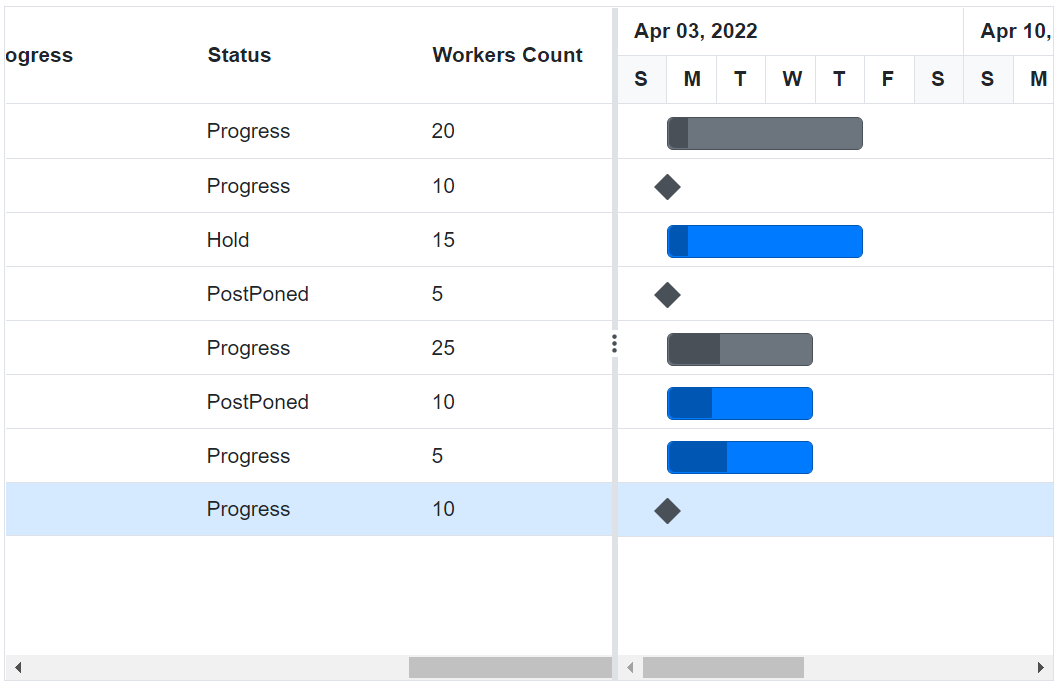 ogress Status Workers Count Apr 03, 2022 Apr 10,
S M T W T F S S M
Progress 20
Progress 10
Hold 15
PostPoned 5
Progress 25
PostPoned 10
Progress 5
Progress 10